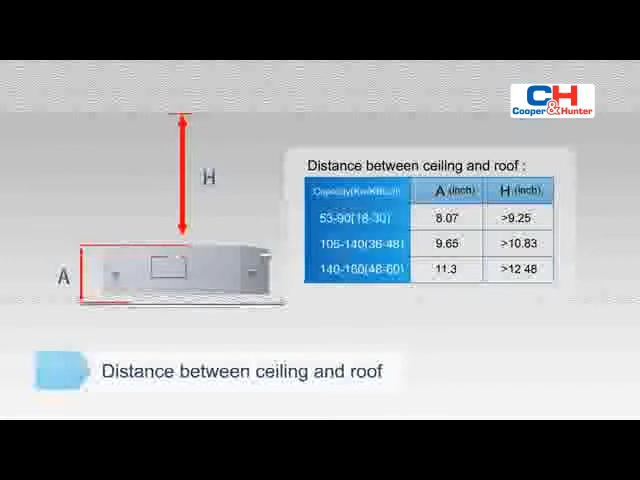 CH
Cooper&Hunter
H
A
Distance between ceiling and roof :
A (inch) H (inch)
53-90(18-30) 8.07 >9.25
105-140(36-48) 9.65 >10.83
140-160(48-60) 11.3 >12.48
Distance between ceiling and roof